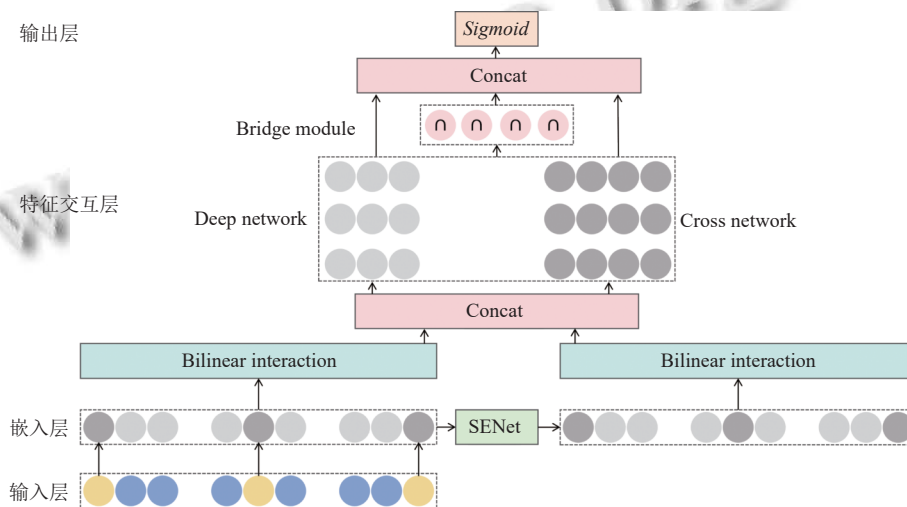 输出层
Sigmoid
Concat
Bridge module
∩ ∩ ∩ ∩
特征交互层
Deep network
Cross network
Concat
Bilinear interaction
Bilinear interaction
嵌入层
SENet
输入层